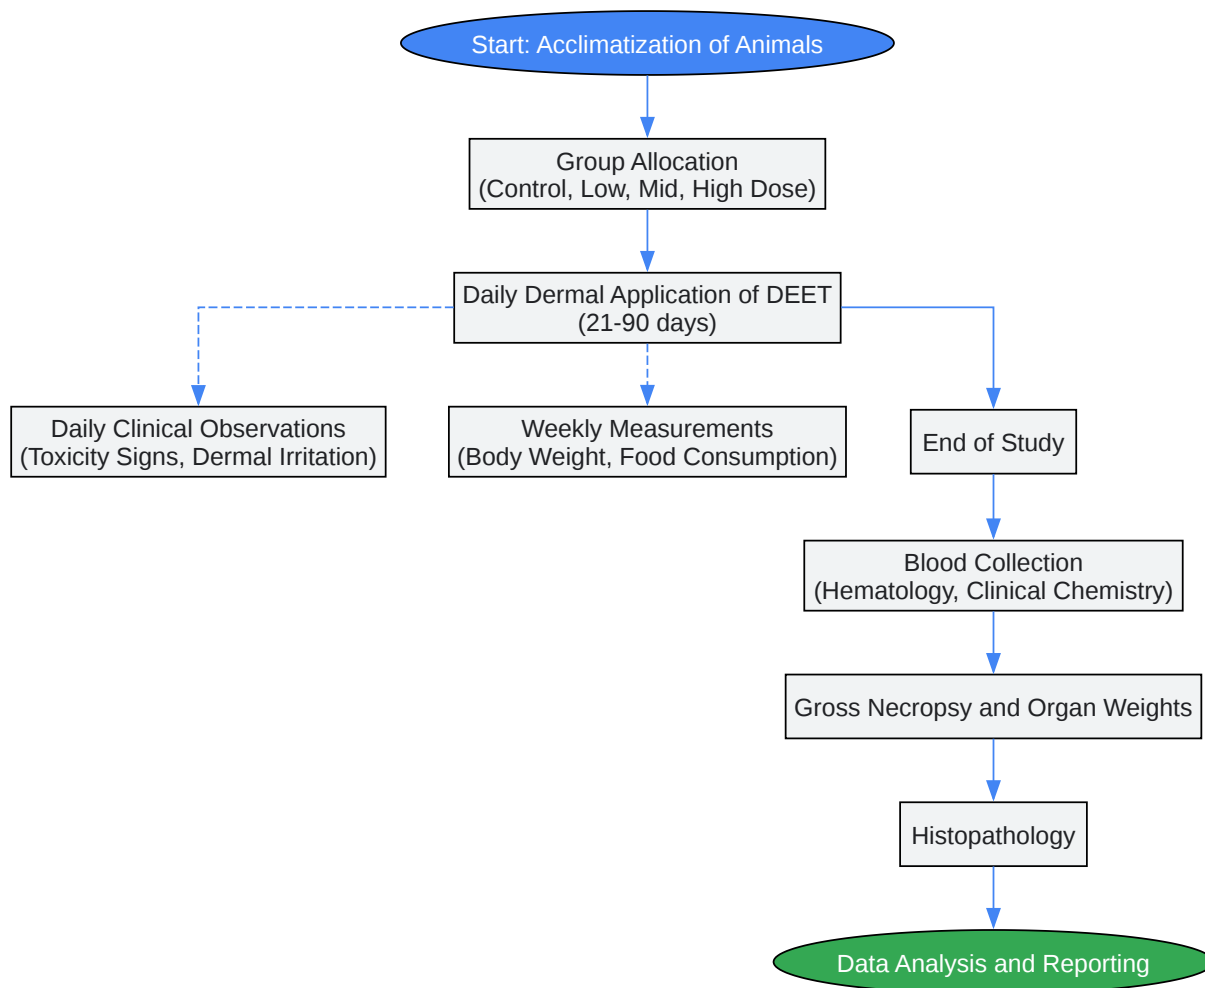 Start: Acclimatization of Animals
Group Allocation
(Control, Low, Mid, High Dose)
Daily Dermal Application of DEET
(21-90 days)
Daily Clinical Observations
(Toxicity Signs, Dermal Irritation)
Weekly Measurements
(Body Weight, Food Consumption)
End of Study
Blood Collection
(Hematology, Clinical Chemistry)
Gross Necropsy and Organ Weights
Histopathology
Data Analysis and Reporting